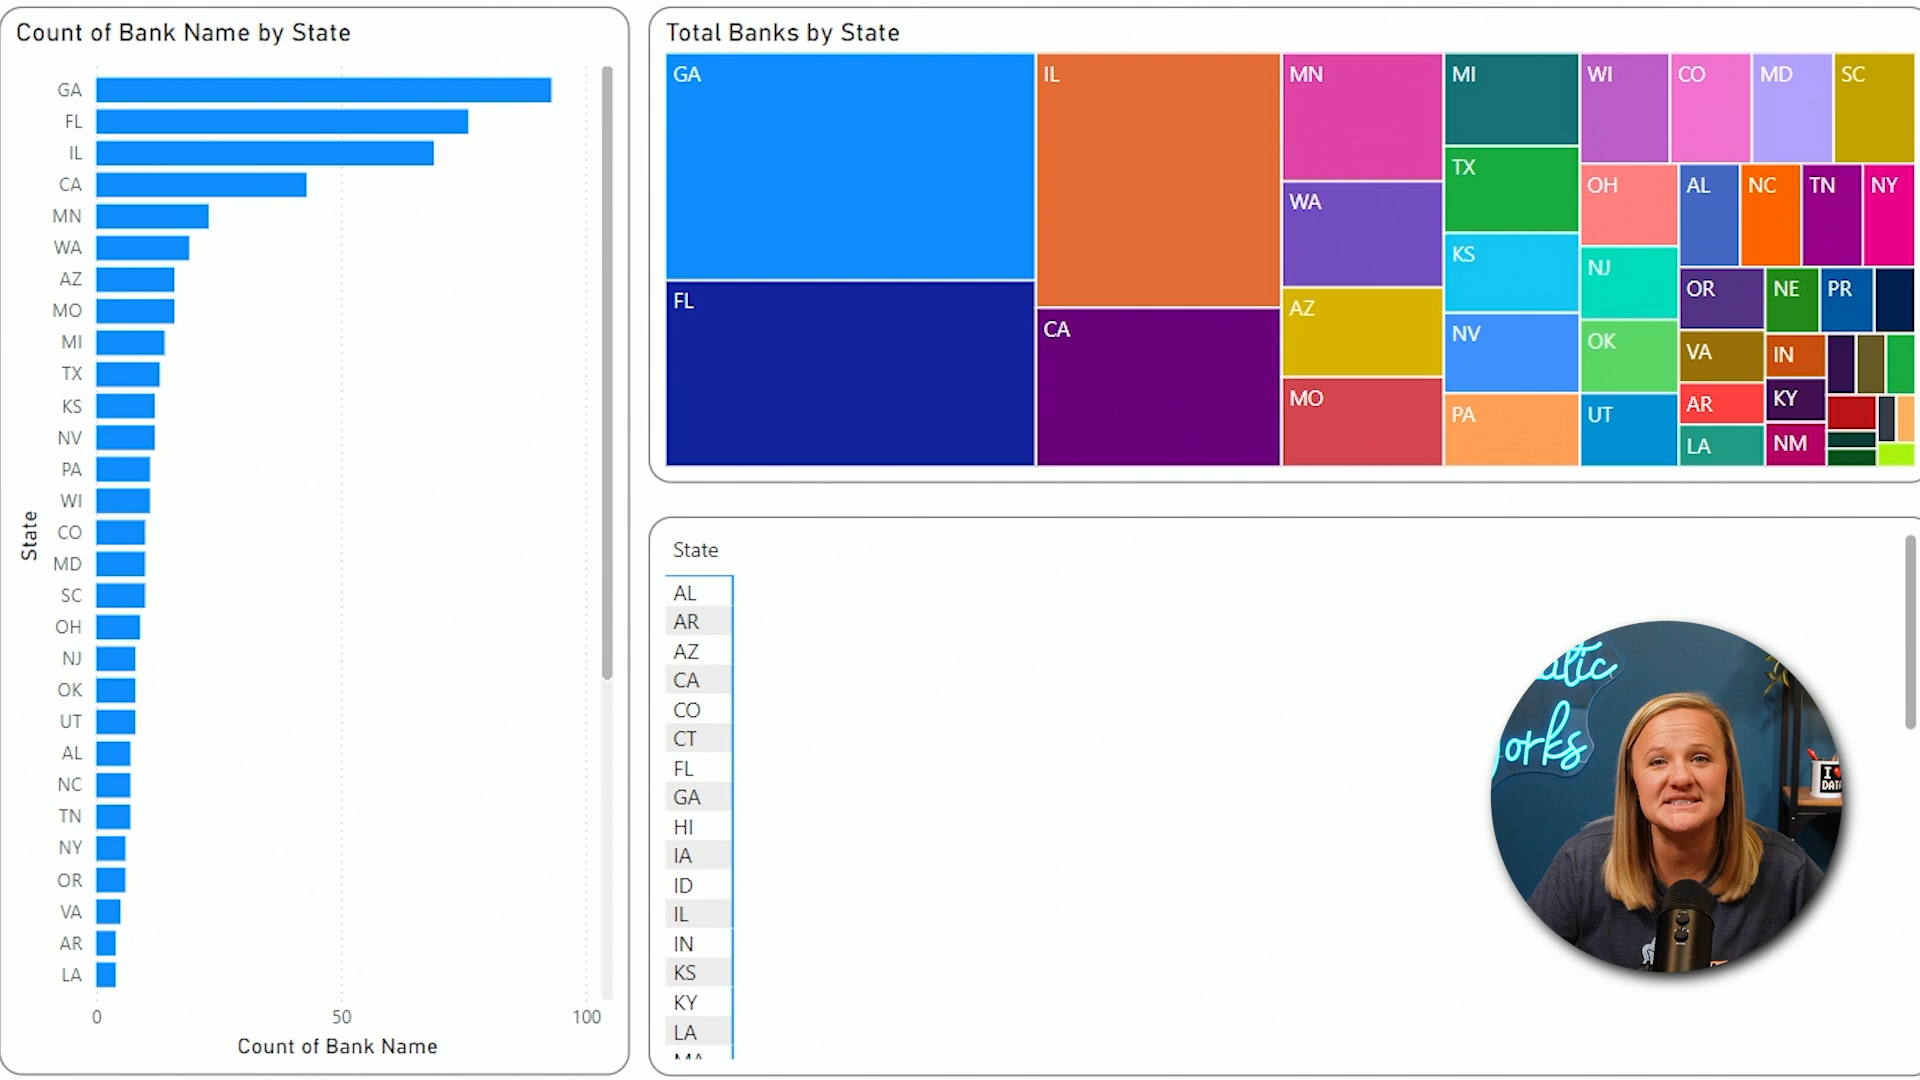 Count of Bank Name by State
GA
FL
IL
CA
MN
WA
AZ
MO
MI
TX
KS
NV
PA
WI
CO
MD
SC
OH
NJ
OK
UT
AL
NC
TN
NY
OR
VA
AR
LA
State
0 50 100
Count of Bank Name
Total Banks by State
GA
FL
IL
CA
MN
WA
AZ
MO
MI
TX
KS
NV
PA
WI
CO
MD
SC
OH
NJ
OK
UT
AL
NC
TN
NY
OR
VA
AR
LA
NE
PR
IN
KY
NM
State
AL
AR
AZ
CA
CO
CT
FL
GA
HI
IA
ID
IL
IN
KS
KY
LA
MA
atic
orks
I
DATA